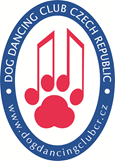 DOG DANCING CLUB CZECH REPUBLIC
www.dogdancingclubcr.cz